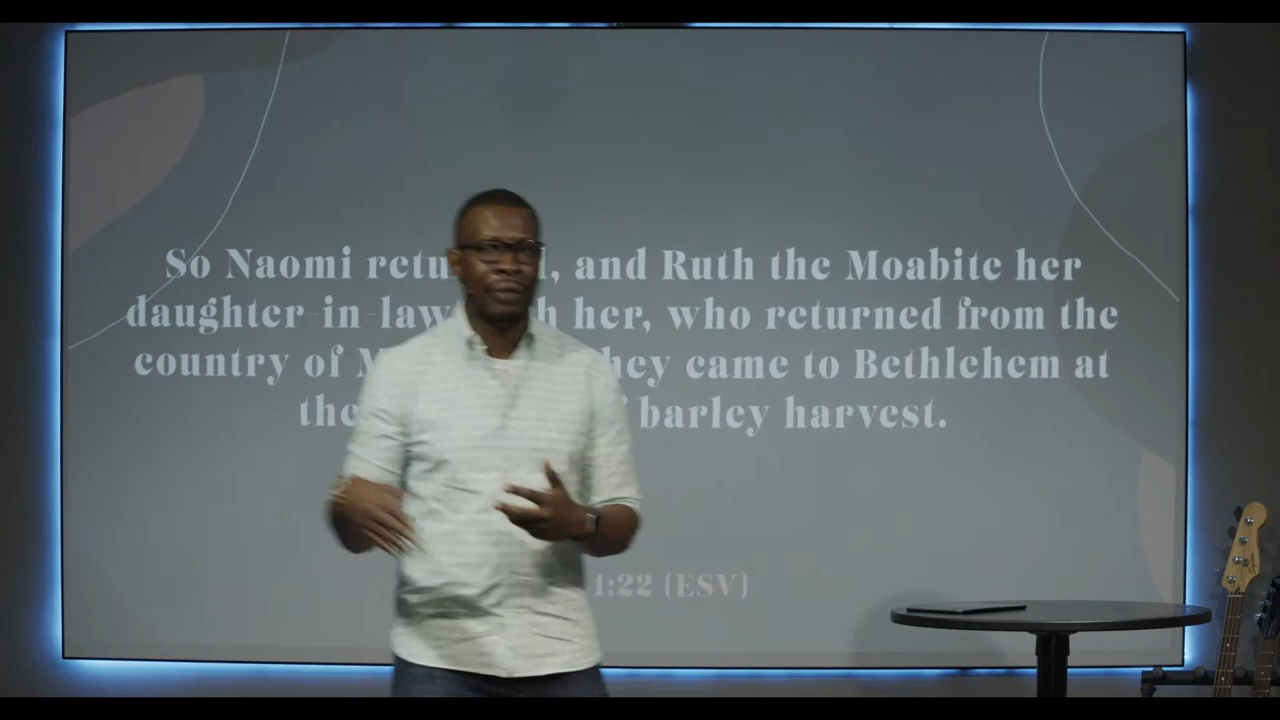 So Naomi retu , and Ruth the Moabite her
daughter-in-law h her, who returned from the
country of M hey came to Bethlehem at
the f barley harvest.
1:22 (ESV)